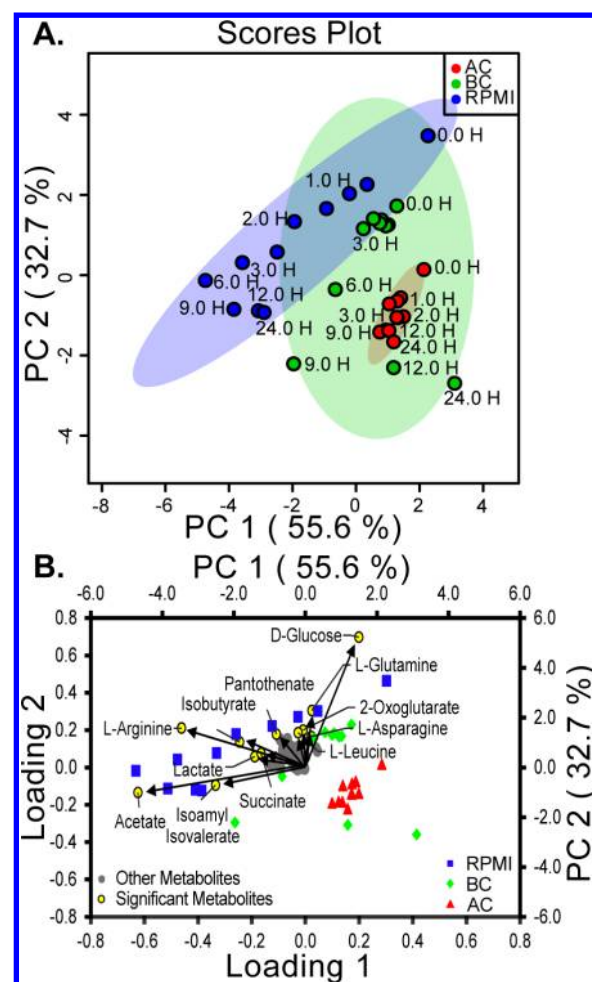 A.
Scores Plot
AC
BC
RPMI
0.0 H
1.0 H
2.0 H
0.0 H
3.0 H
3.0 H
6.0 H
0.0 H
6.0 H
12.0 H
1.0 H
3.0 H
2.0 H
9.0 H
24.0 H
9.0 H
12.0 H
24.0 H
9.0 H
12.0 H
24.0 H
4
2
0
-2
-4
PC 2 ( 32.7 %)
-8
-6
-4
-2
0
2
4
PC 1 ( 55.6 %)
B.
PC 1 ( 55.6 %)
-6.0
-4.0
-2.0
0.0
2.0
4.0
6.0
0.8
0.6
0.4
0.2
0.0
-0.2
-0.4
-0.6
-0.8
Loading 2
6.0
4.0
2.0
0.0
-2.0
-4.0
-6.0
PC 2 ( 32.7 %)
D-Glucose
L-Glutamine
Pantothenate
Isobutyrate
2-Oxoglutarate
L-Arginine
L-Asparagine
L-Leucine
Lactate
Succinate
Acetate
Isoamyl
Isovalerate
Other Metabolites
Significant Metabolites
RPMI
BC
AC
-0.8
-0.6
-0.4
-0.2
0.0
0.2
0.4
0.6
0.8
Loading 1